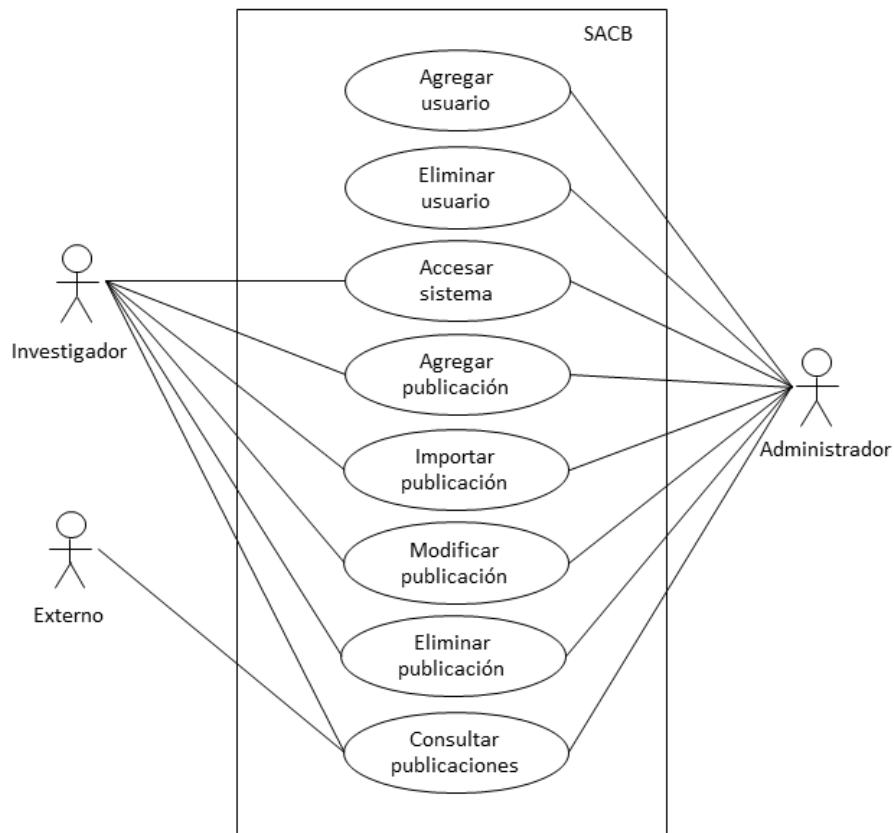 SACB
Agregar
usuario
Eliminar
usuario
Accesar
sistema
Investigador
Agregar
publicación
Administrador
Importar
publicación
Modificar
publicación
Externo
Eliminar
publicación
Consultar
publicaciones